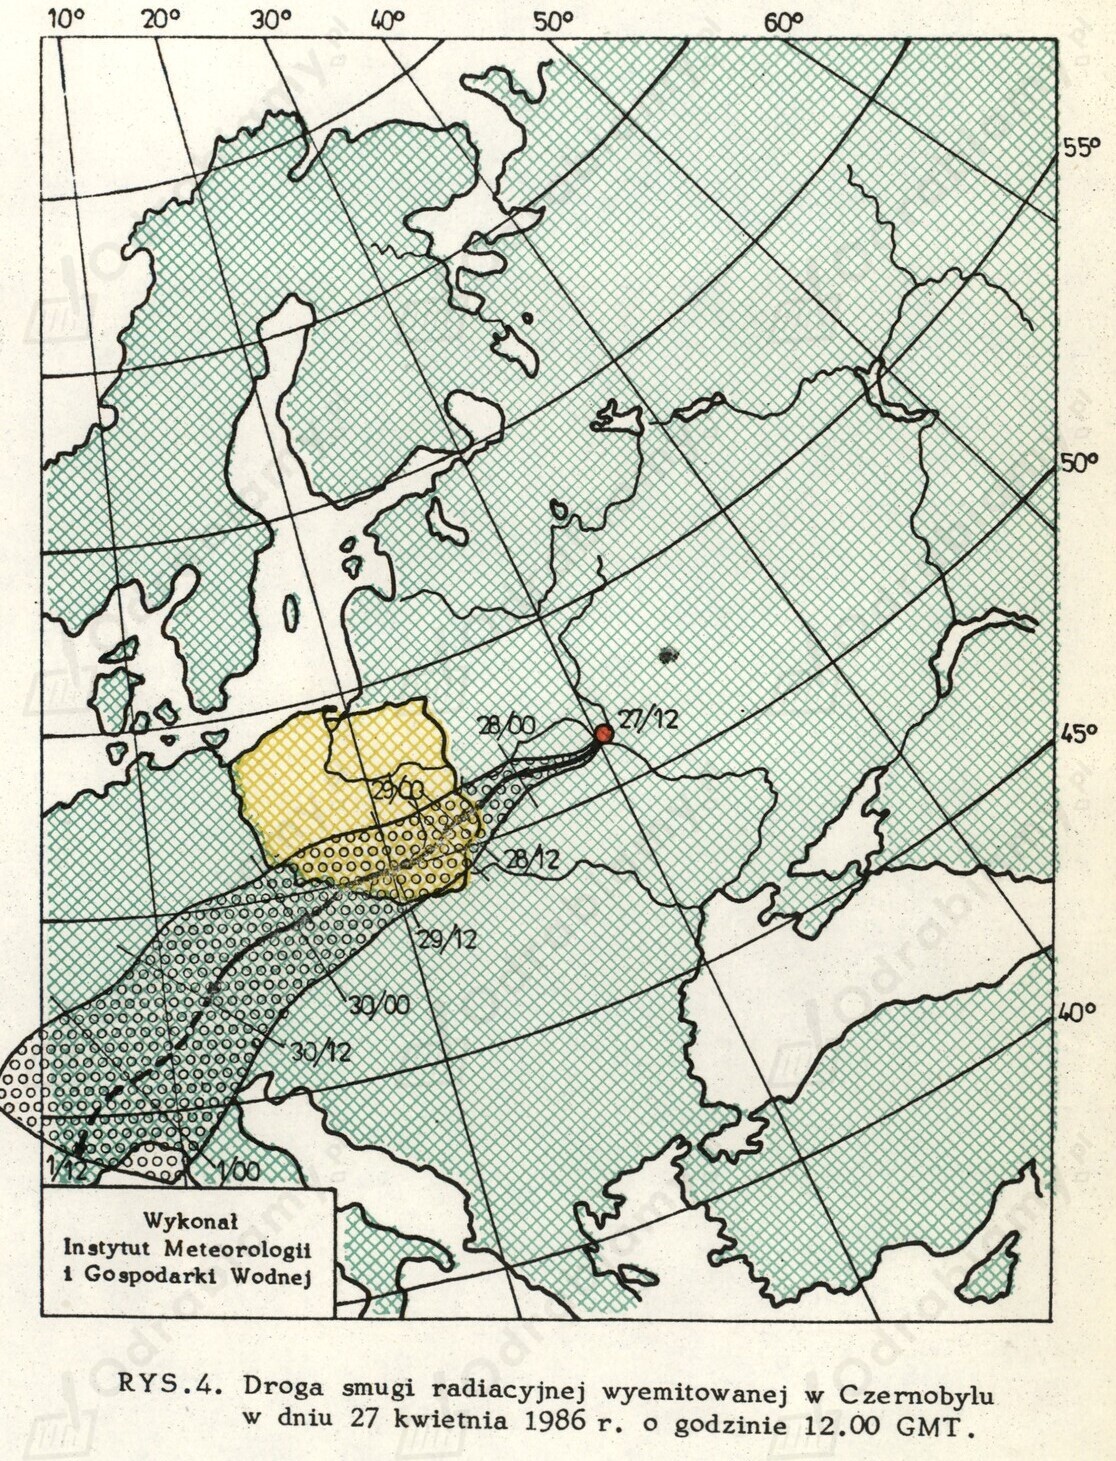 10° 20° 30° 40° 50° 60°
55°
50°
45°
40°
28/00
27/12
29/00
28/12
29/12
30/00
30/12
1/12
1/00
Wykonał
Instytut Meteorologii
i Gospodarki Wodnej
RYS.4. Droga smugi radiacyjnej wyemitowanej w Czernobylu
w dniu 27 kwietnia 1986 r. o godzinie 12.00 GMT.